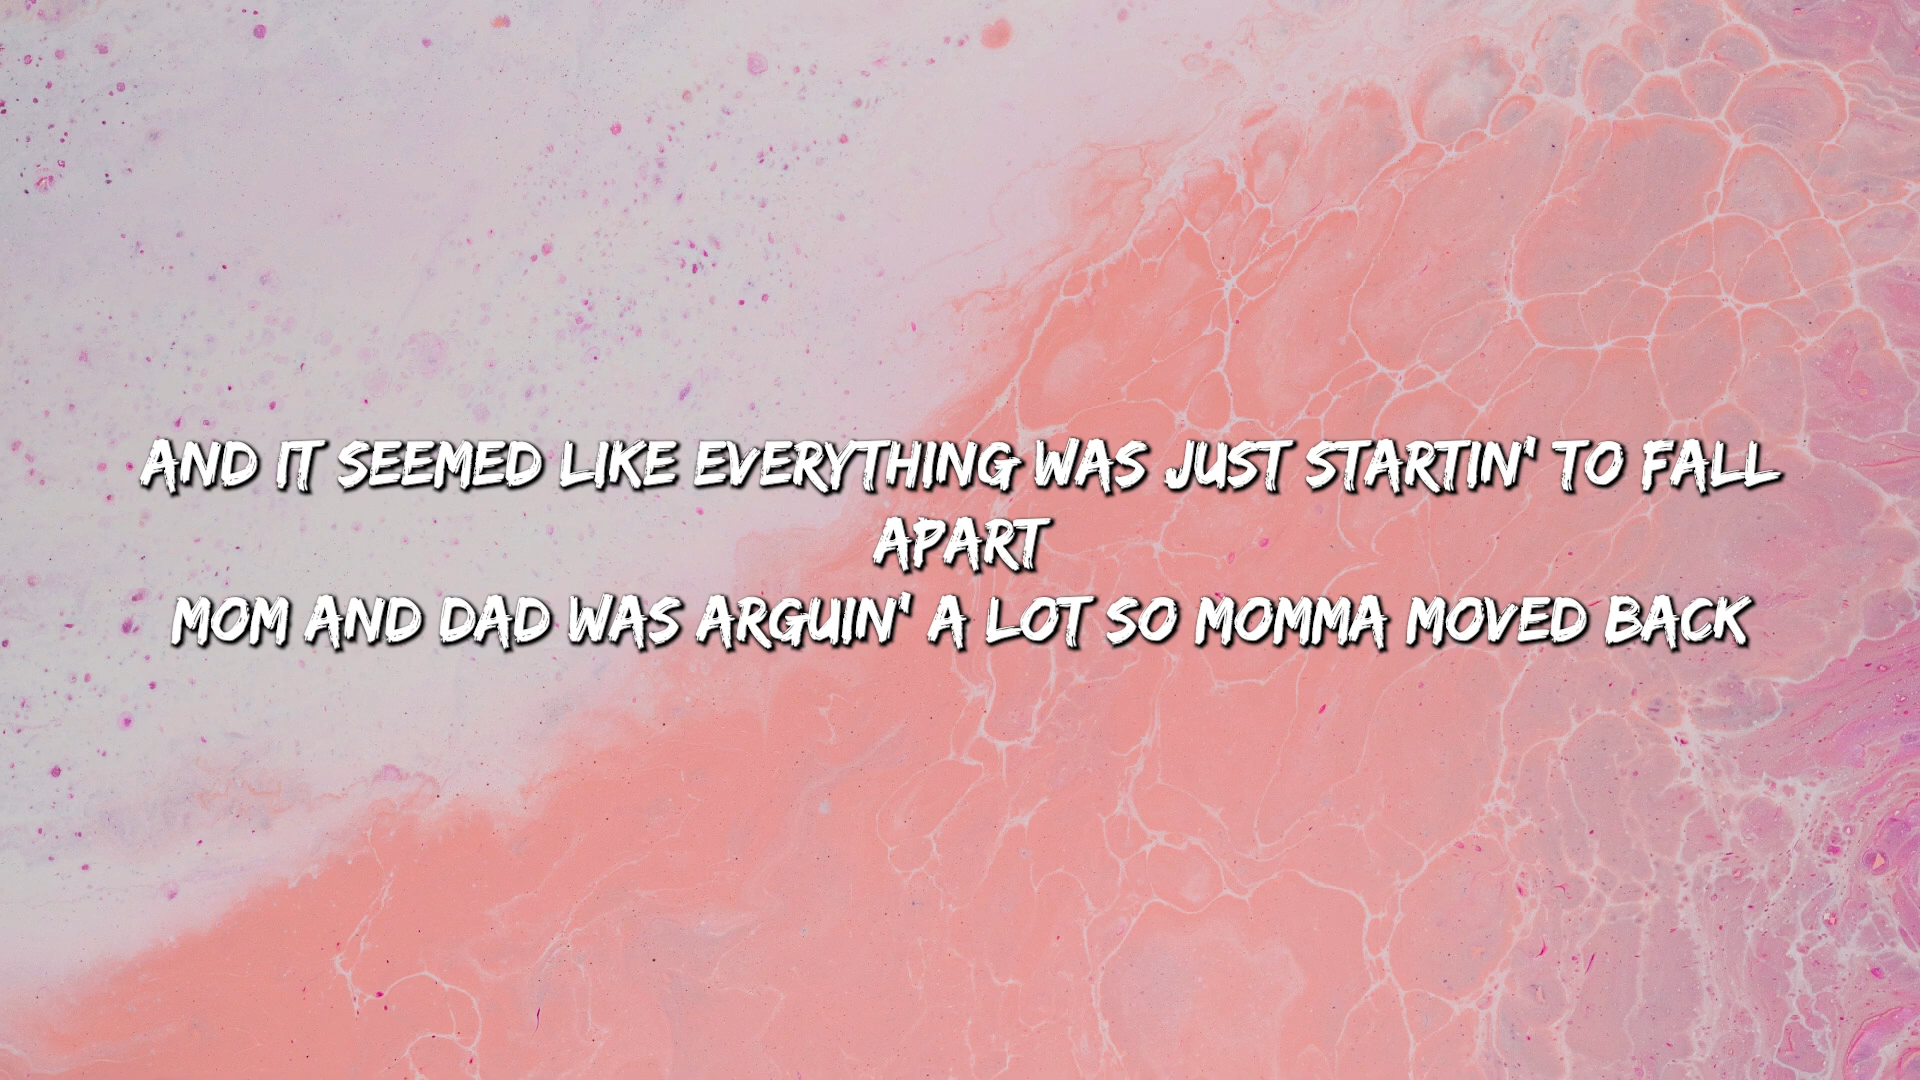 AND IT SEEMED LIKE EVERYTHING WAS JUST STARTIN' TO FALL
APART
MOM AND DAD WAS ARGUIN' A LOT SO MOMMA MOVED BACK